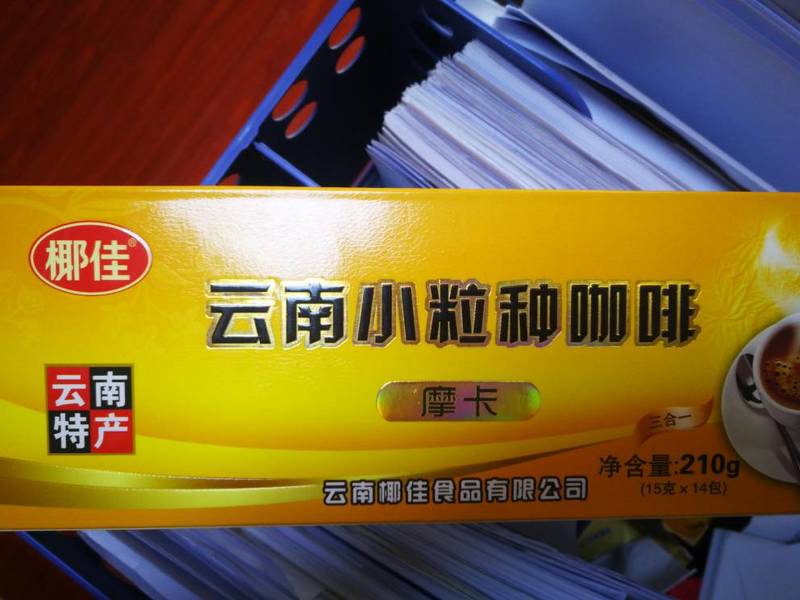 椰佳®
云南小粒种咖啡
云南
特产
摩卡
三合一
净含量:210g
(15克×14包)
云南椰佳食品有限公司